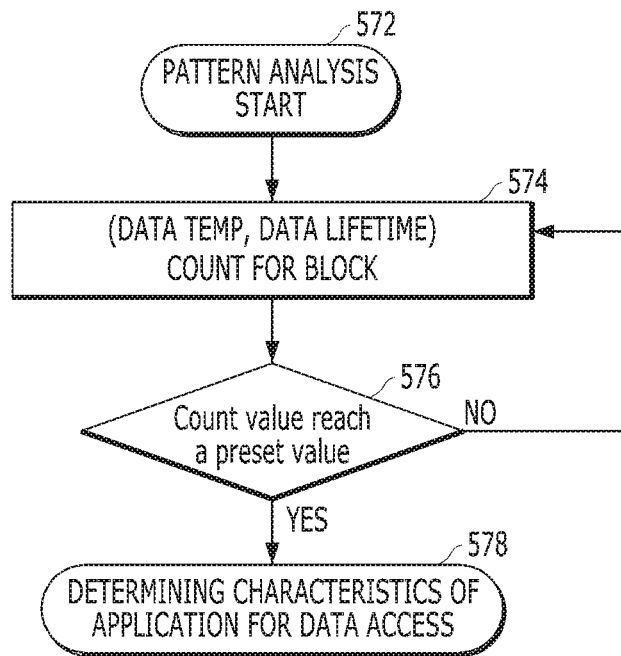 572
PATTERN ANALYSIS
START
574
(DATA TEMP, DATA LIFETIME)
COUNT FOR BLOCK
576
Count value reach
a preset value
NO
YES
578
DETERMINING CHARACTERISTICS OF
APPLICATION FOR DATA ACCESS